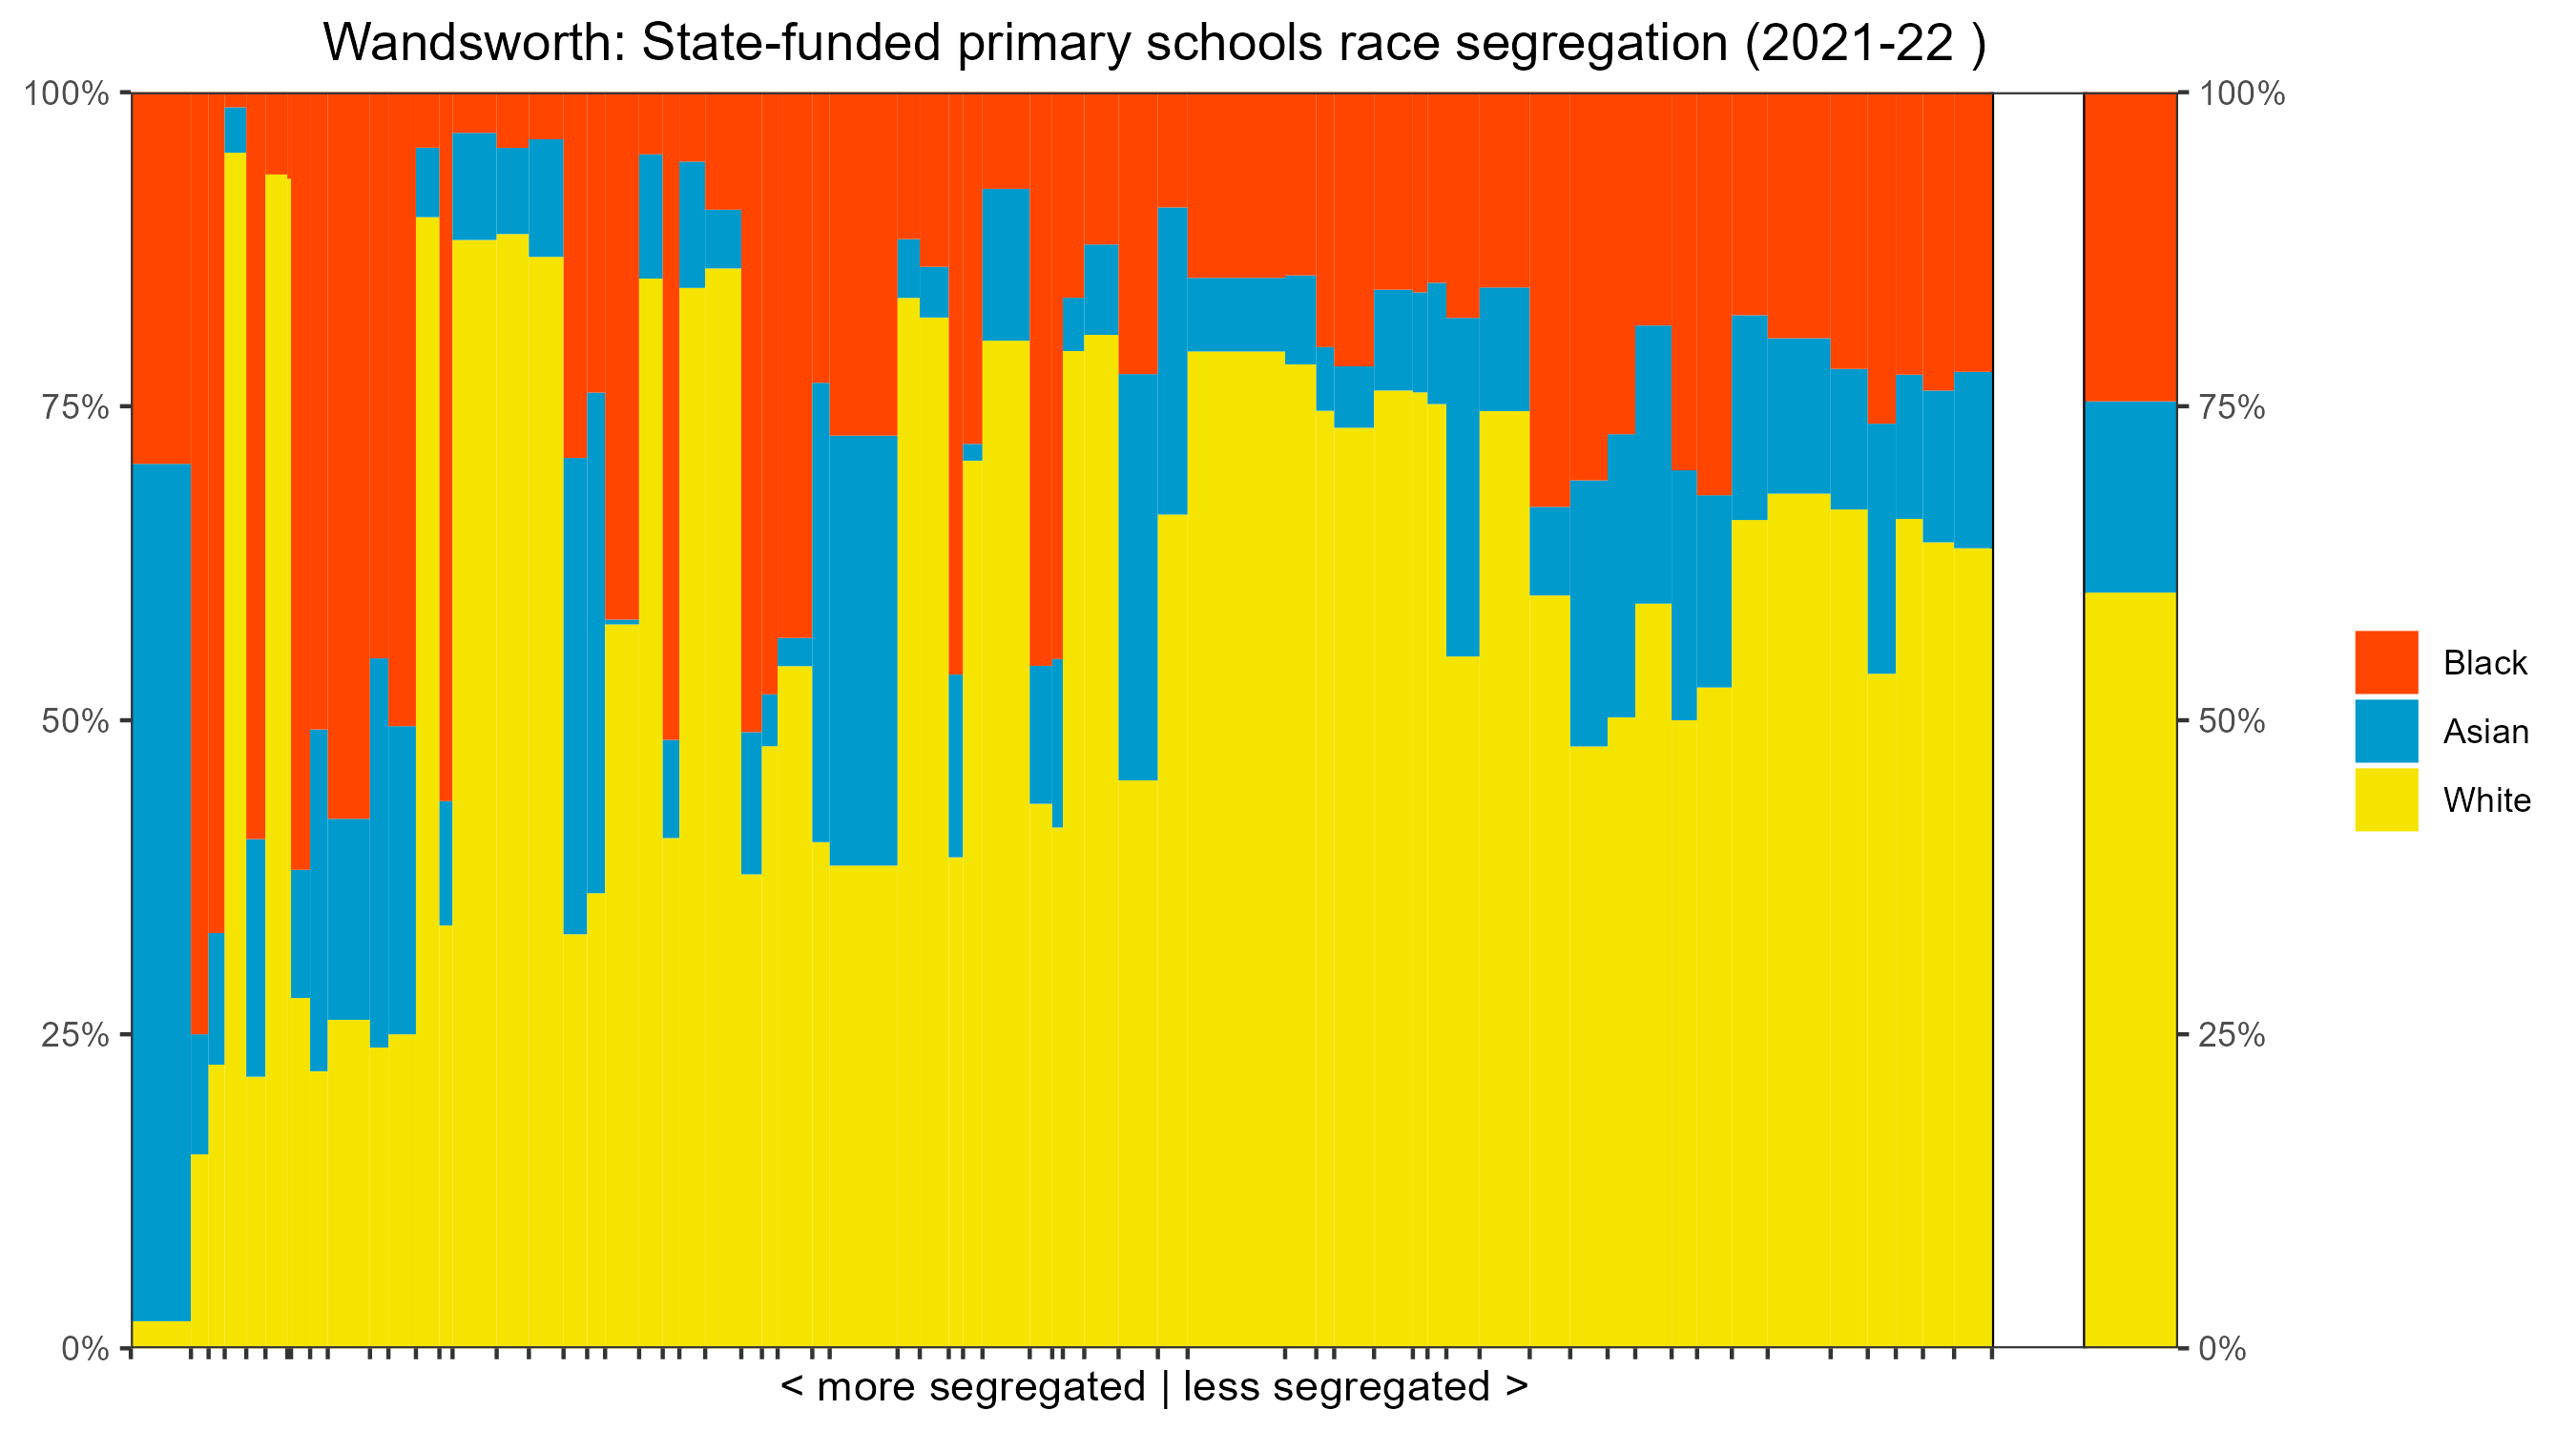 Wandsworth: State-funded primary schools race segregation (2021-22 )
100%
75%
50%
25%
0%
100%
75%
50%
25%
0%
Black
Asian
White
< more segregated | less segregated >